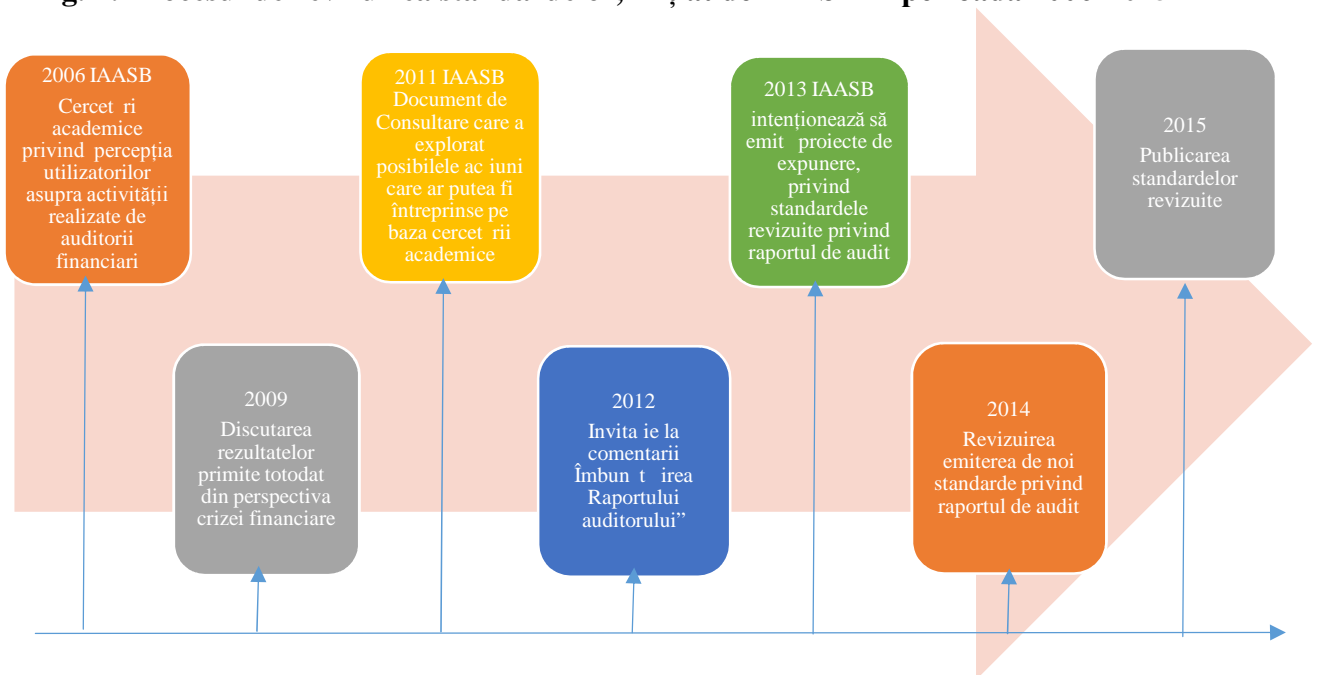 2006 IAASB
Cercet ri
academice
privind percepția
utilizatorilor
asupra activității
realizate de
auditorii
financiari
2009
Discutarea
rezultatelor
primite totodat
din perspectiva
crizei financiare
2011 IAASB
Document de
Consultare care a
explorat
posibilele ac iuni
care ar putea fi
întreprinse pe
baza cercet rii
academice
2012
Invita ie la
comentarii
Îmbun t irea
Raportului
auditorului”
2013 IAASB
intenționează să
emit proiecte de
expunere,
privind
standardele
revizuite privind
raportul de audit
2014
Revizuirea
emiterea de noi
standarde privind
raportul de audit
2015
Publicarea
standardelor
revizuite